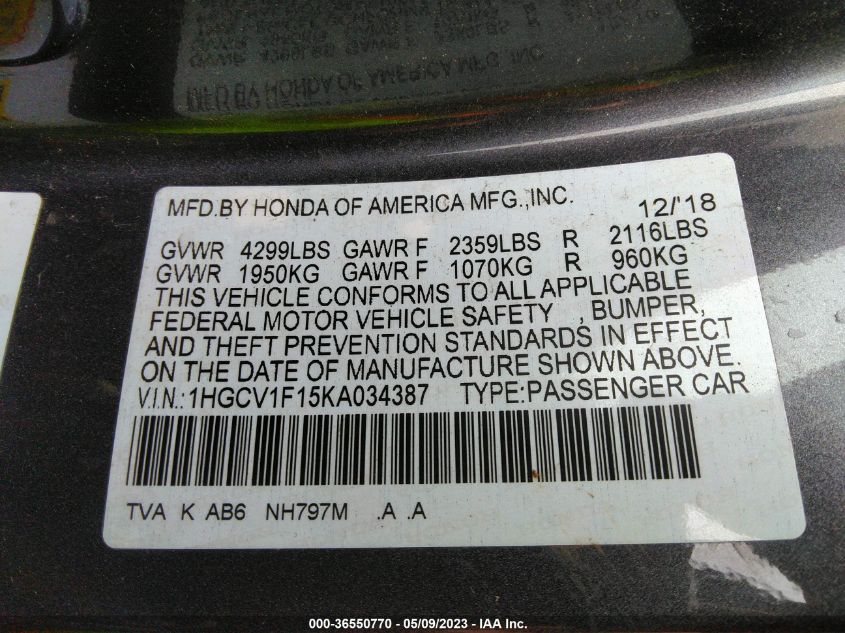 MFD.BY HONDA OF AMERICA MFG.,INC. 12/'18
GVWR 4299LBS GAWR F 2359LBS R 2116LBS
GVWR 1950KG GAWR F 1070KG R 960KG
THIS VEHICLE CONFORMS TO ALL APPLICABLE
FEDERAL MOTOR VEHICLE SAFETY , BUMPER,
AND THEFT PREVENTION STANDARDS IN EFFECT
ON THE DATE OF MANUFACTURE SHOWN ABOVE.
V.I.N.:1HGCV1F15KA034387 TYPE:PASSENGER CAR
TVA K AB6 NH797M .A .A
000-36550770 - 05/09/2023 - IAA Inc.